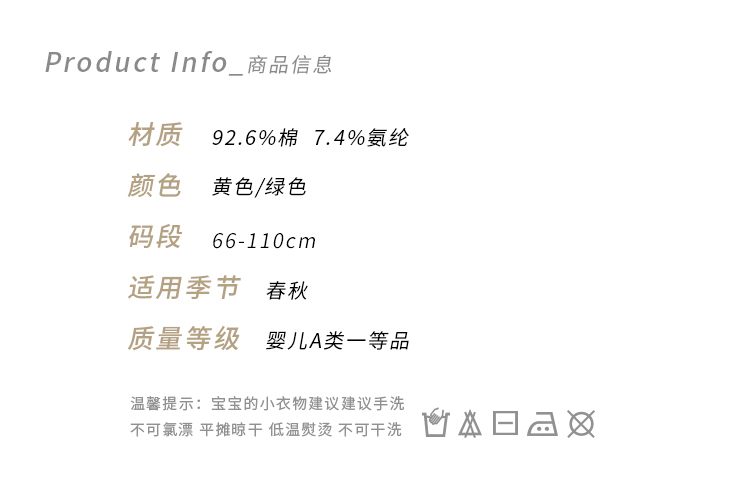 Product Info_商品信息
材质 92.6%棉 7.4%氨纶
颜色 黄色/绿色
码段 66-110cm
适用季节 春秋
质量等级 婴儿A类一等品
温馨提示：宝宝的小衣物建议建议手洗
不可氯漂 平摊晾干 低温熨烫 不可干洗